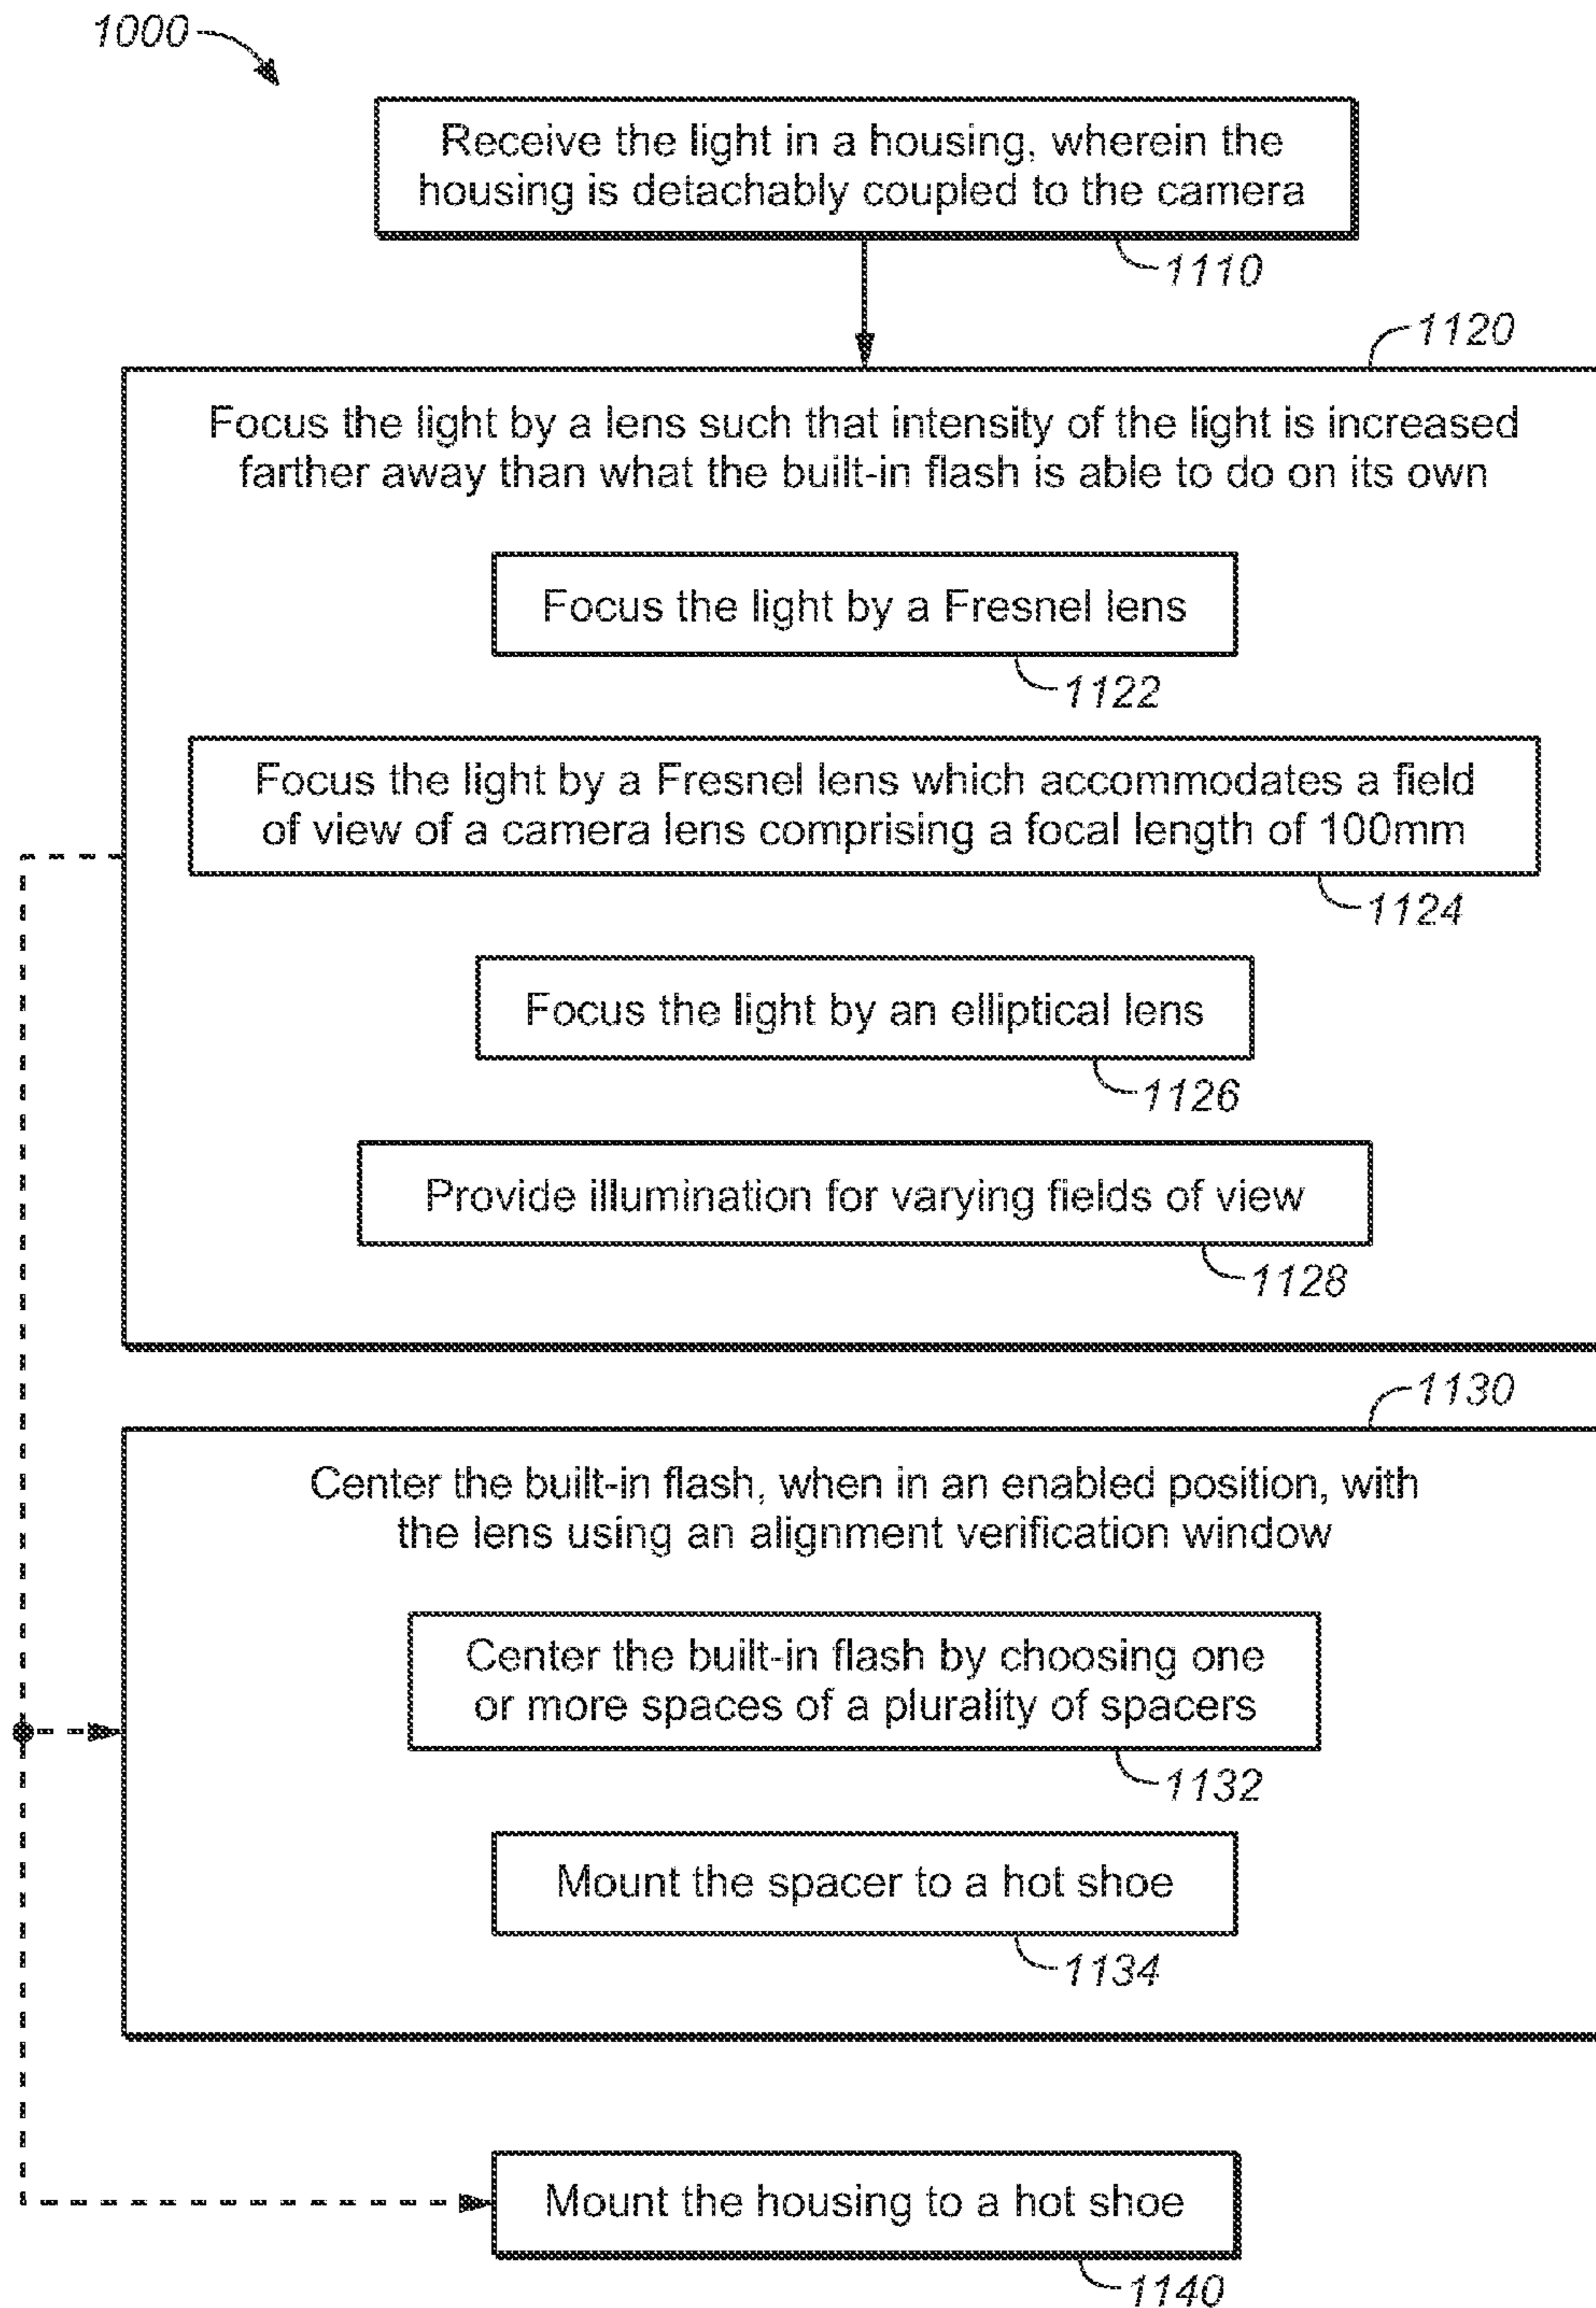 1000
Receive the light in a housing, wherein the
housing is detachably coupled to the camera
1110
1120
Focus the light by a lens such that intensity of the light is increased
farther away than what the built-in flash is able to do on its own
Focus the light by a Fresnel lens
1122
Focus the light by a Fresnel lens which accommodates a field
of view of a camera lens comprising a focal length of 100mm
1124
Focus the light by an elliptical lens
1126
Provide illumination for varying fields of view
1128
1130
Center the built-in flash, when in an enabled position, with
the lens using an alignment verification window
Center the built-in flash by choosing one
or more spaces of a plurality of spacers
1132
Mount the spacer to a hot shoe
1134
Mount the housing to a hot shoe
1140